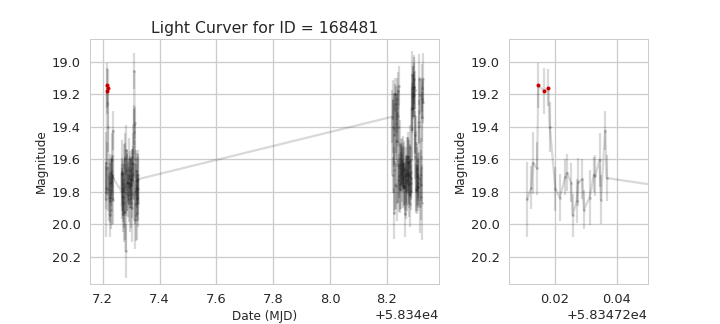 Light Curver for ID = 168481
Magnitude
19.0
19.2
19.4
19.6
19.8
20.0
20.2
7.2 7.4 7.6 7.8 8.0 8.2
Date (MJD)
+5.834e4
Magnitude
19.0
19.2
19.4
19.6
19.8
20.0
20.2
0.02 0.04
+5.83472e4